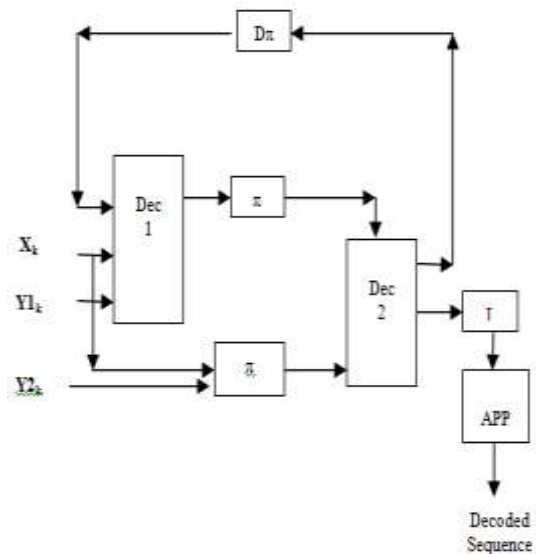 Dπ
Dec
1
π
Xk
Y1k
Dec
2
π
Y2k
APP
Decoded
Sequence